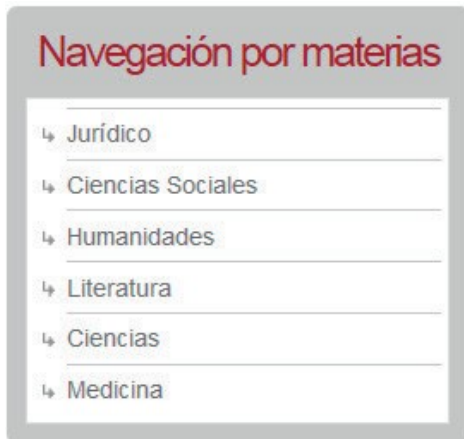 Navegación por materias
Jurídico
Ciencias Sociales
Humanidades
Literatura
Ciencias
Medicina